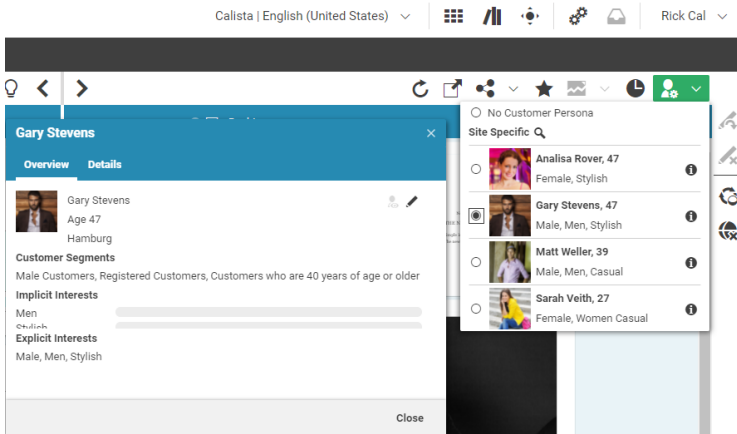 Calista | English (United States)
Rick Cal
No Customer Persona
Site Specific
Analisa Rover, 47
Female, Stylish
Gary Stevens, 47
Male, Men, Stylish
Matt Weller, 39
Male, Men, Casual
Sarah Veith, 27
Female, Women Casual
Gary Stevens
Overview Details
Gary Stevens
Age 47
Hamburg
Customer Segments
Male Customers, Registered Customers, Customers who are 40 years of age or older
Implicit Interests
Men
Stylish
Explicit Interests
Male, Men, Stylish
Close